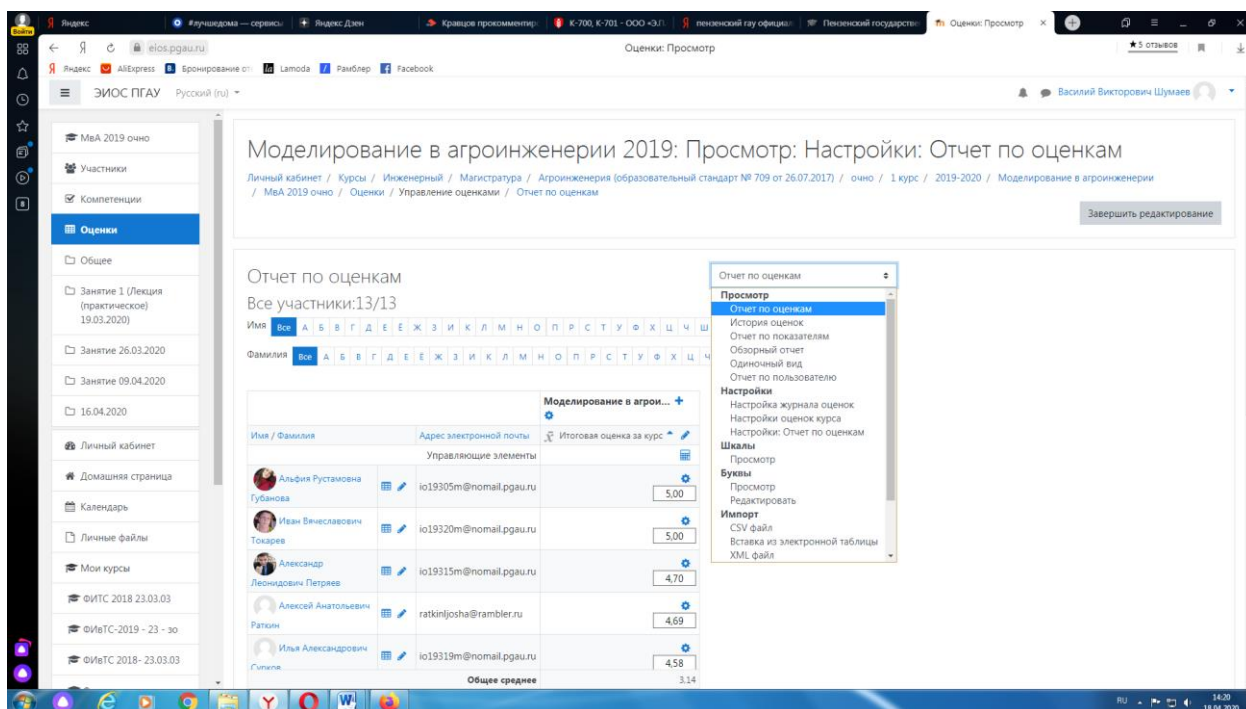 Войти
Яндекс
#лучшедома — сервисы
Яндекс Дзен
Кравцов прокомментир
К-700, К-701 - ООО «Э.Л.
пензенский гау официал
Пензенский государстве
Оценки: Просмотр
elos.pgau.ru
Оценки: Просмотр
★5 отзывов
Яндекс
AliExpress
Бронирование от
Lamoda
Рамблер
Facebook
ЭИОС ПГАУ Русский (ru)
Василий Викторович Шумаев
МвА 2019 очно
Участники
Компетенции
Оценки
Общее
Занятие 1 (Лекция
(практическое)
19.03.2020)
Занятие 26.03.2020
Занятие 09.04.2020
16.04.2020
Личный кабинет
Домашняя страница
Календарь
Личные файлы
Мои курсы
ФИТС 2018 23.03.03
ФИвТС-2019 - 23 - зо
ФИвТС 2018- 23.03.03
Моделирование в агроинженерии 2019: Просмотр: Настройки: Отчет по оценкам
Личный кабинет / Курсы / Инженерный / Магистратура / Агроинженерия (образовательный стандарт № 709 от 26.07.2017) / очно / 1 курс / 2019-2020 / Моделирование в агроинженерии
/ МвА 2019 очно / Оценки / Управление оценками / Отчет по оценкам
Завершить редактирование
Отчет по оценкам
Все участники:13/13
Имя Все А Б В Г Д Е Ё Ж З И К Л М Н О П Р С Т У Ф Х Ц Ч Ш
Фамилия Все А Б В Г Д Е Ё Ж З И К Л М Н О П Р С Т У Ф Х Ц Ч
Моделирование в агрои...
Имя / Фамилия Адрес электронной почты x̄ Итоговая оценка за курс
Управляющие элементы
Альфия Рустамовна
Губанова
io19305m@nomail.pgau.ru
5,00
Иван Вячеславович
Токарев
io19320m@nomail.pgau.ru
5,00
Александр
Леонидович Петряев
io19315m@nomail.pgau.ru
4,70
Алексей Анатольевич
Раткин
ratkinljosha@rambler.ru
4,69
Илья Александрович
Сурков
io19319m@nomail.pgau.ru
4,58
Общее среднее 3,14
Отчет по оценкам
Просмотр
Отчет по оценкам
История оценок
Отчет по показателям
Обзорный отчет
Одиночный вид
Отчет по пользователю
Настройки
Настройка журнала оценок
Настройки оценок курса
Настройки: Отчет по оценкам
Шкалы
Просмотр
Буквы
Просмотр
Редактировать
Импорт
CSV файл
Вставка из электронной таблицы
XML файл
RU
14:20
18.04.2020